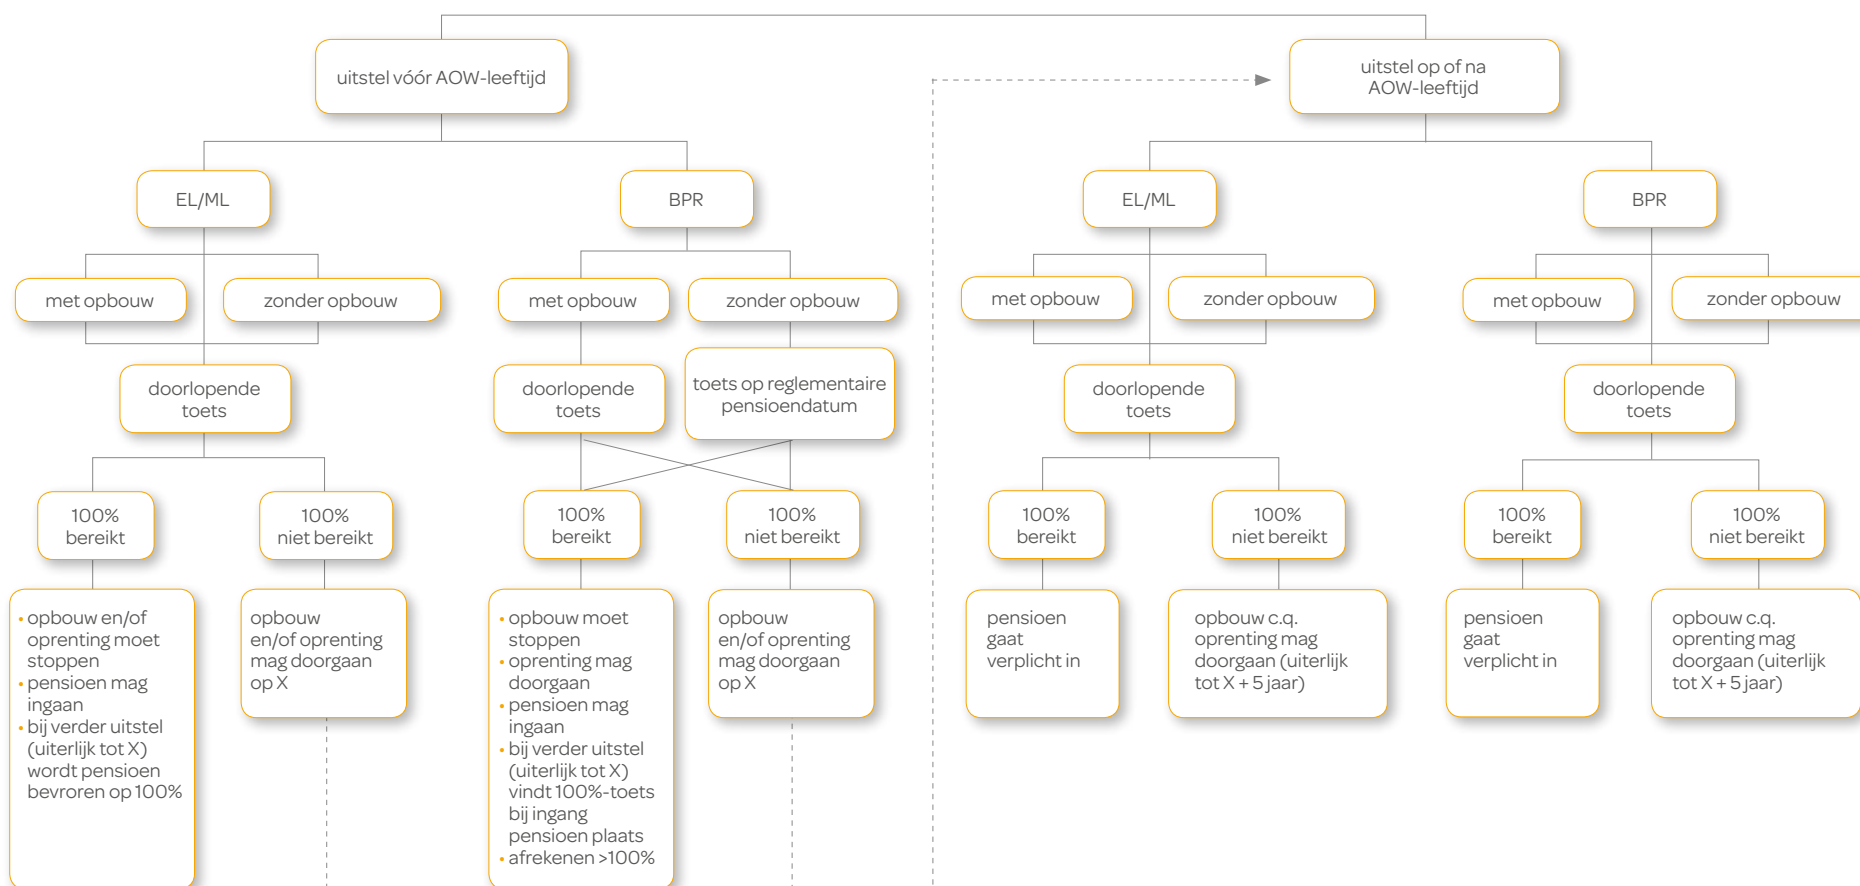 uitstel vóór AOW-leeftijd
uitstel op of na
AOW-leeftijd
EL/ML
BPR
EL/ML
BPR
met opbouw
zonder opbouw
met opbouw
zonder opbouw
met opbouw
zonder opbouw
met opbouw
zonder opbouw
doorlopende
toets
doorlopende
toets
toets op reglementaire
pensioendatum
doorlopende
toets
doorlopende
toets
100%
bereikt
100%
niet bereikt
100%
bereikt
100%
niet bereikt
100%
bereikt
100%
niet bereikt
100%
bereikt
100%
niet bereikt
• opbouw en/of
oprenting moet
stoppen
• pensioen mag
ingaan
• bij verder uitstel
(uiterlijk tot X)
wordt pensioen
bevroren op 100%
opbouw
en/of oprenting
mag doorgaan
op X
• opbouw moet
stoppen
• oprenting mag
doorgaan
• pensioen mag
ingaan
• bij verder uitstel
(uiterlijk tot X)
vindt 100%-toets
bij ingang
pensioen plaats
• afrekenen >100%
opbouw
en/of oprenting
mag doorgaan
op X
pensioen
gaat
verplicht in
opbouw c.q.
oprenting mag
doorgaan (uiterlijk
tot X + 5 jaar)
pensioen
gaat
verplicht in
opbouw c.q.
oprenting mag
doorgaan (uiterlijk
tot X + 5 jaar)